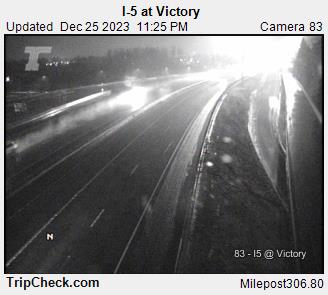 I-5 at Victory
Updated Dec 25 2023 11:25 PM Camera 83
T
N
83 - I5 @ Victory
TripCheck.com Milepost306.80